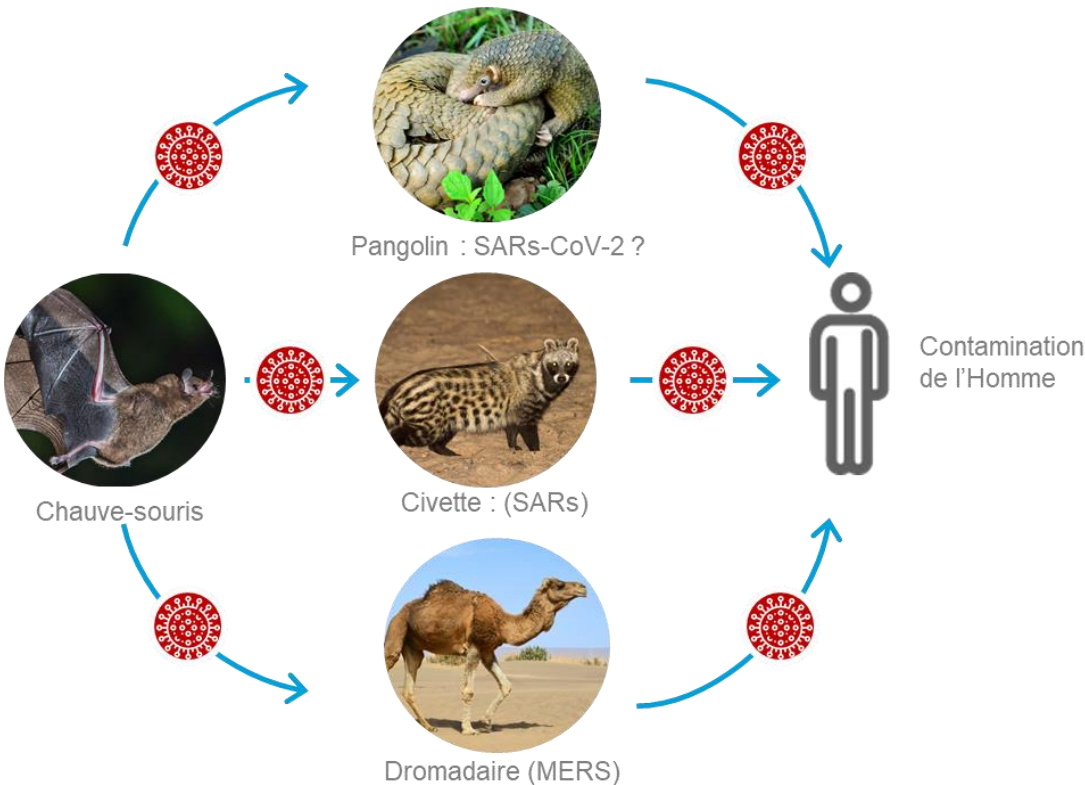 Pangolin : SARs-CoV-2 ?
Chauve-souris
Civette : (SARs)
Contamination
de l'Homme
Dromadaire (MERS)